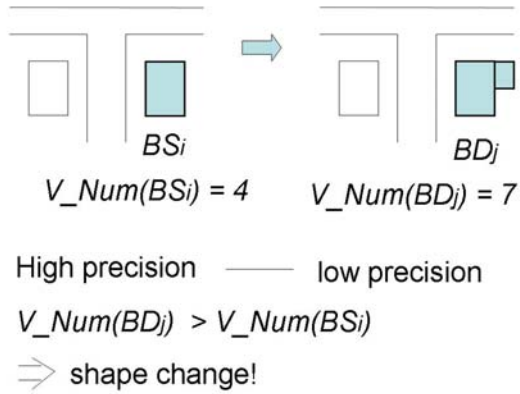 BSi
BDj
V_Num(BSi) = 4
V_Num(BDj) = 7
High precision
low precision
V_Num(BDj) > V_Num(BSi)
shape change!